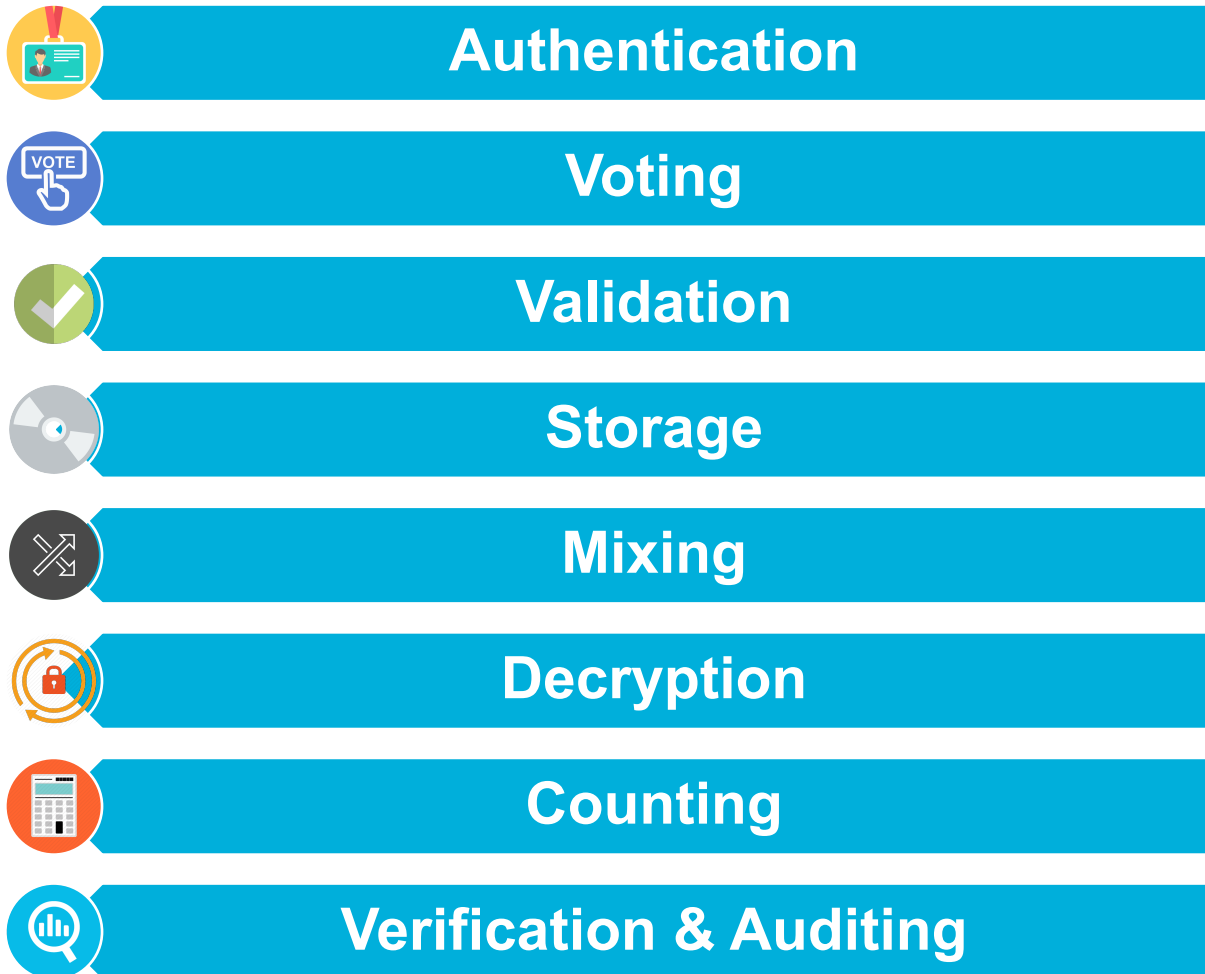 Authentication
VOTE
Voting
Validation
Storage
Mixing
Decryption
Counting
Verification & Auditing